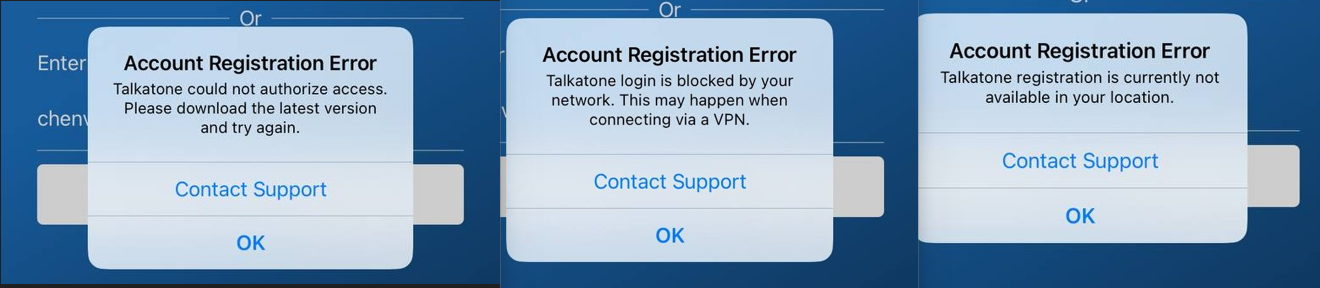 Or
Enter
chenv
Account Registration Error
Talkatone could not authorize access.
Please download the latest version
and try again.
Contact Support
OK
Or
Account Registration Error
Talkatone login is blocked by your
network. This may happen when
connecting via a VPN.
Contact Support
OK
Account Registration Error
Talkatone registration is currently not
available in your location.
Contact Support
OK